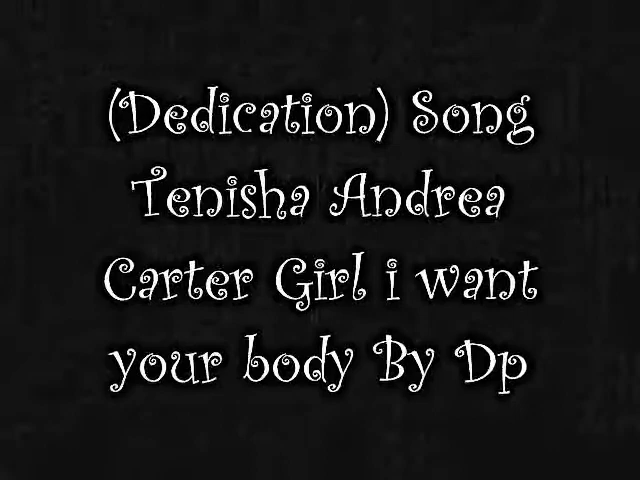 (Dedication) Song
Tenisha Andrea
Carter Girl i want
your body By Dp